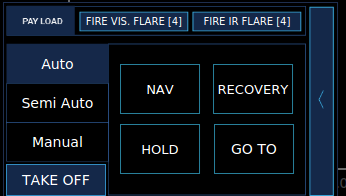 PAY LOAD FIRE VIS. FLARE [4] FIRE IR FLARE [4]
Auto
Semi Auto
Manual
TAKE OFF
NAV RECOVERY
HOLD GO TO